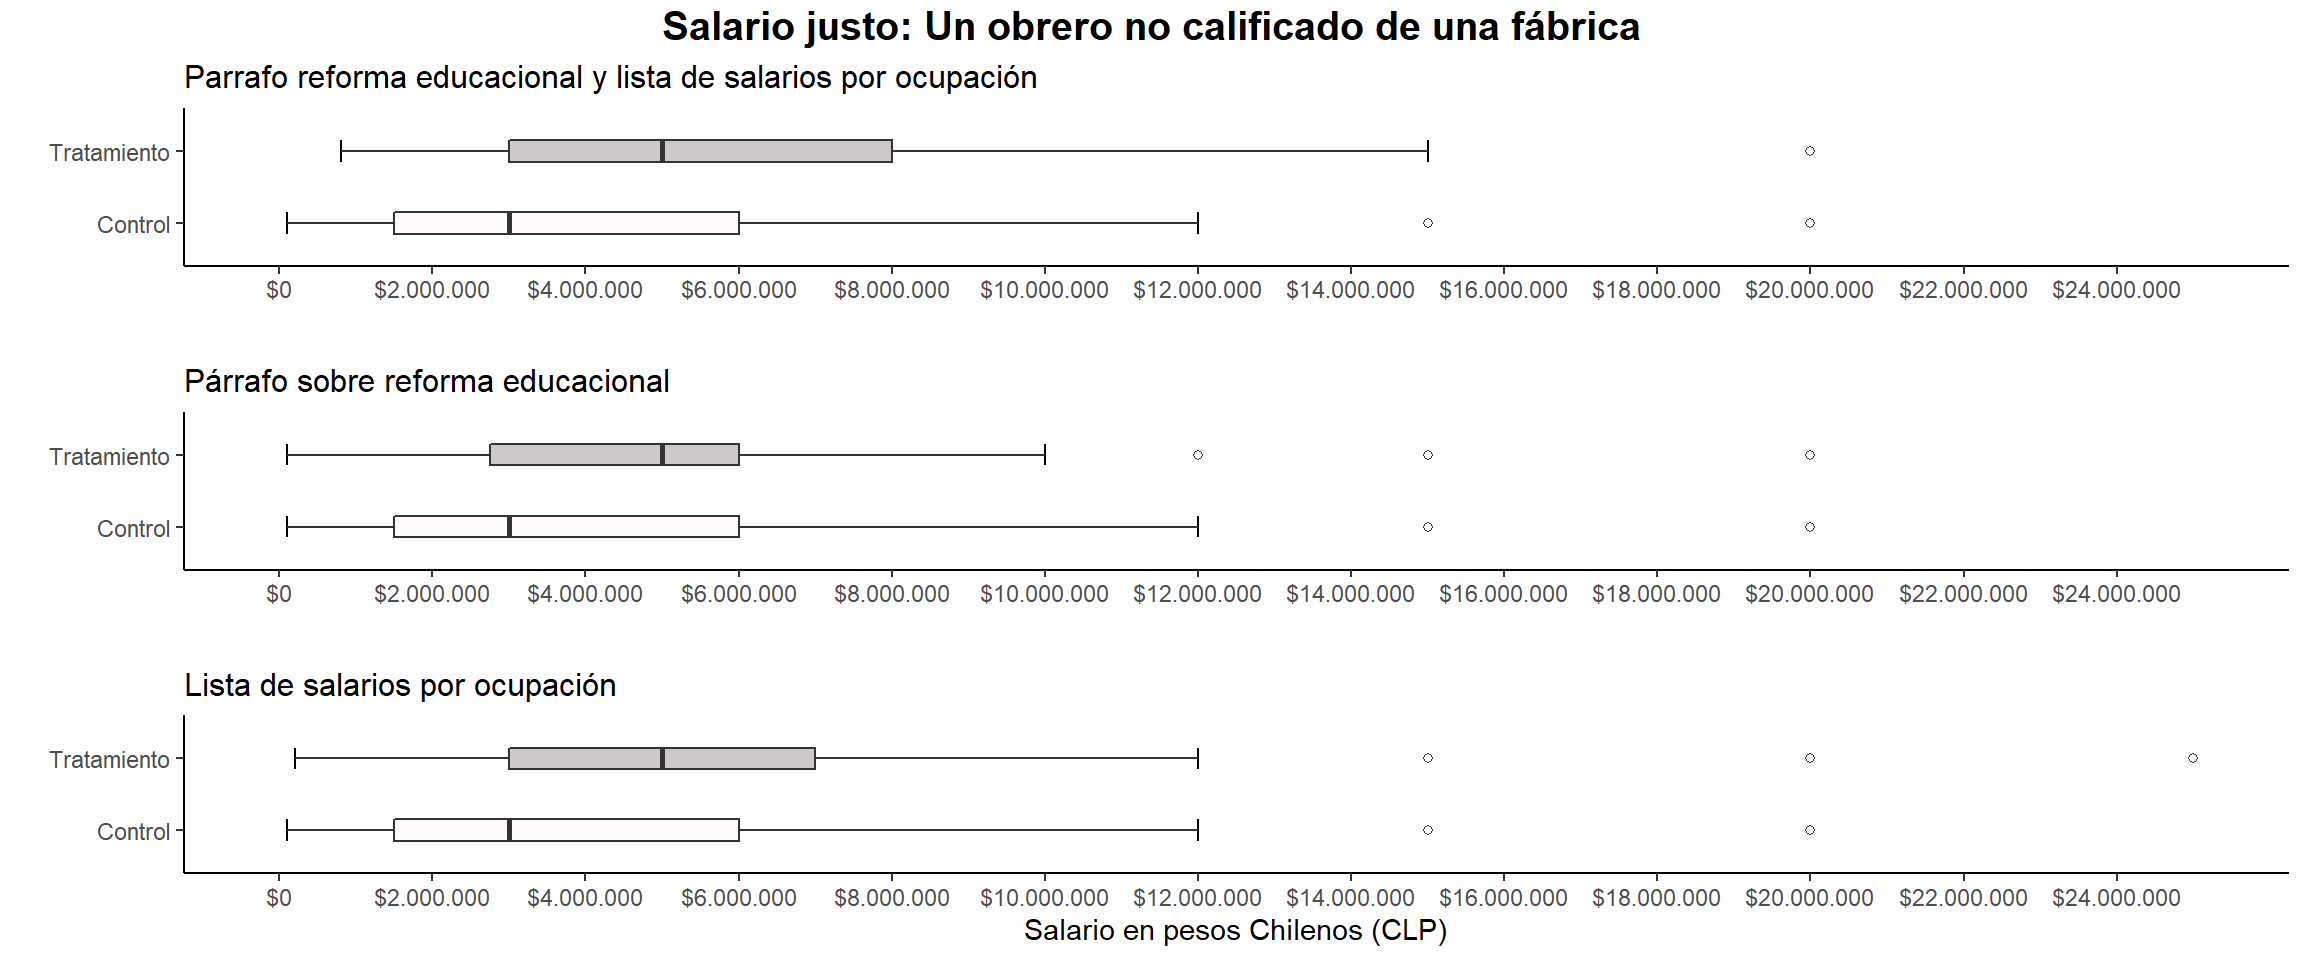 Salario justo: Un obrero no calificado de una fábrica
Parrafo reforma educacional y lista de salarios por ocupación
Tratamiento
Control
$0 $2.000.000 $4.000.000 $6.000.000 $8.000.000 $10.000.000 $12.000.000 $14.000.000 $16.000.000 $18.000.000 $20.000.000 $22.000.000 $24.000.000
Párrafo sobre reforma educacional
Tratamiento
Control
$0 $2.000.000 $4.000.000 $6.000.000 $8.000.000 $10.000.000 $12.000.000 $14.000.000 $16.000.000 $18.000.000 $20.000.000 $22.000.000 $24.000.000
Lista de salarios por ocupación
Tratamiento
Control
$0 $2.000.000 $4.000.000 $6.000.000 $8.000.000 $10.000.000 $12.000.000 $14.000.000 $16.000.000 $18.000.000 $20.000.000 $22.000.000 $24.000.000
Salario en pesos Chilenos (CLP)